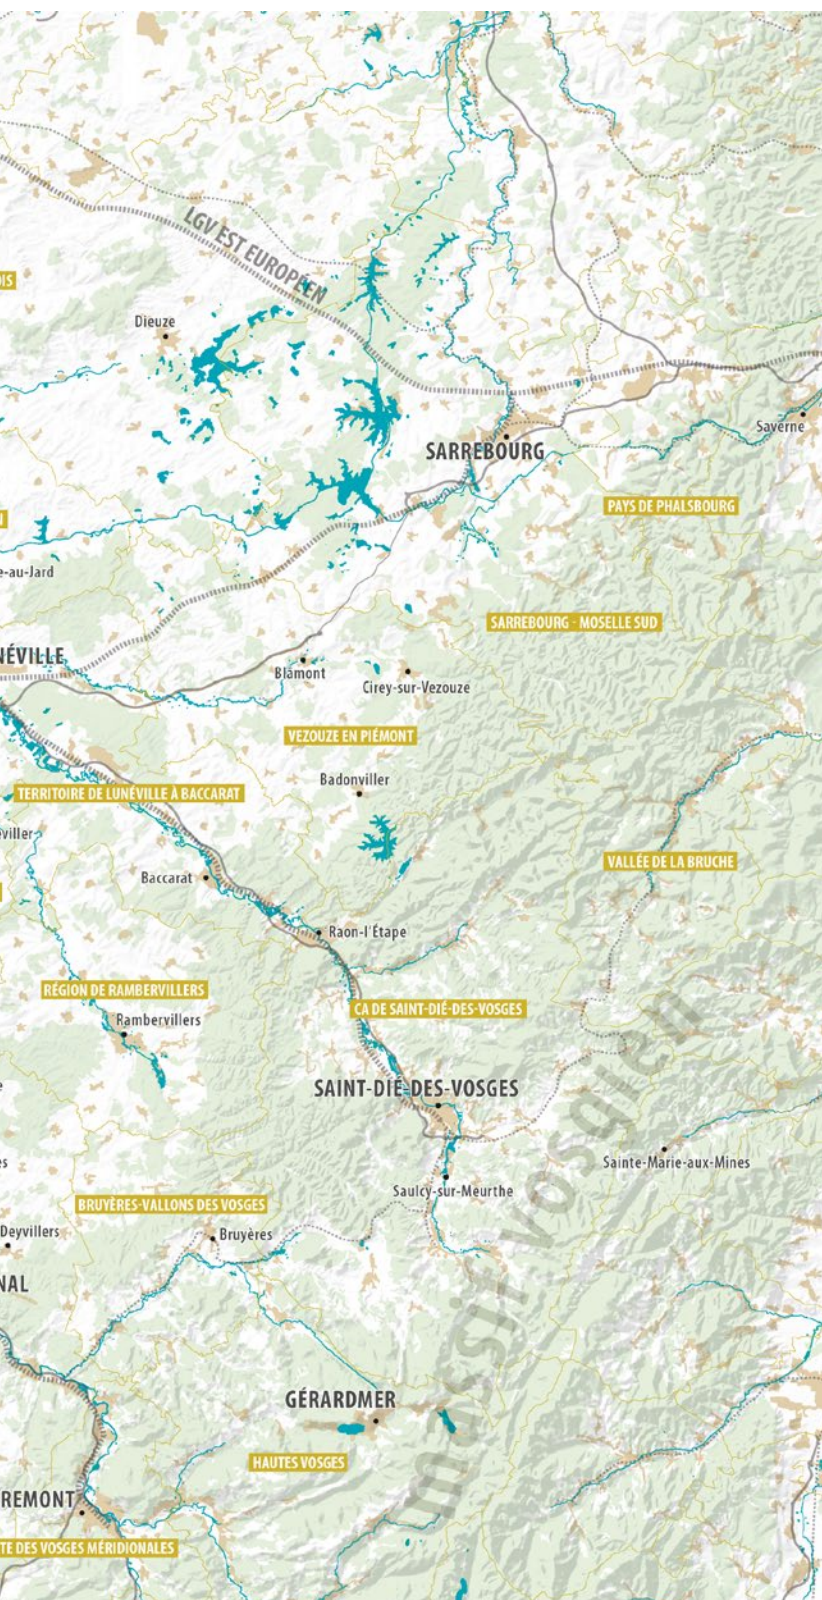 LGV EST EUROPÉEN
OIS
Dieuze
Saverne
SARREBOURG
PAYS DE PHALSBOURG
e-au-Jard
SARREBOURG - MOSELLE SUD
NÉVILLE
Blâmont
Cirey-sur-Vezouze
VEZOUZE EN PIÉMONT
Badonviller
TERRITOIRE DE LUNÉVILLE À BACCARAT
éviller
VALLÉE DE LA BRUCHE
Baccarat
Raon-l'Étape
RÉGION DE RAMBERVILLERS
CA DE SAINT-DIÉ-DES-VOSGES
Rambervillers
massif vosgien
SAINT-DIÉ-DES-VOSGES
Sainte-Marie-aux-Mines
Saulcy-sur-Meurthe
BRUYÈRES-VALLONS DES VOSGES
Deyvillers
Bruyères
NAL
GÉRARDMER
HAUTES VOSGES
REMONT
TE DES VOSGES MÉRIDIONALES